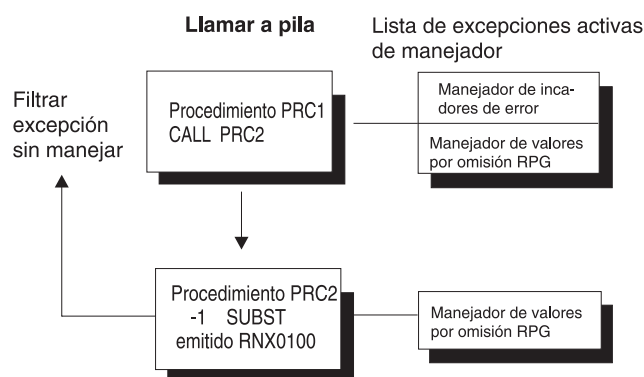 Llamar a pila
Lista de excepciones activas
de manejador
Filtrar
excepción
sin manejar
Procedimiento PRC1
CALL PRC2
Manejador de inca-
dores de error
Manejador de valores
por omisión RPG
Procedimiento PRC2
-1 SUBST
emitido RNX0100
Manejador de valores
por omisión RPG